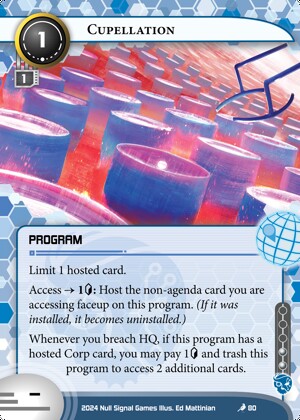 1
Cupellation
1
PROGRAM
Limit 1 hosted card.
Access → 1: Host the non-agenda card you are
accessing faceup on this program. (If it was
installed, it becomes uninstalled.)
Whenever you breach HQ, if this program has a
hosted Corp card, you may pay 1 and trash this
program to access 2 additional cards.
–
2024 Null Signal Games Illus. Ed Mattinian
80